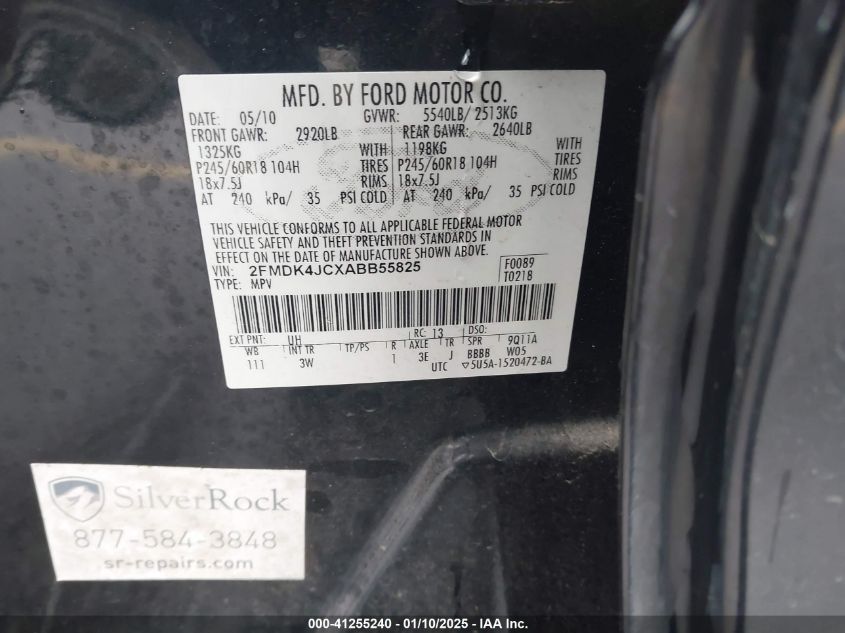 MFD. BY FORD MOTOR CO.
DATE: 05/10 GVWR: 5540LB/ 2513KG
FRONT GAWR: 2920LB REAR GAWR: 2640LB
1325KG WITH 1198KG WITH
P245/60R18 104H TIRES P245/60R18 104H TIRES
18x7.5J RIMS 18x7.5J RIMS
AT 240 kPa/ 35 PSI COLD AT 240 kPa/ 35 PSI COLD
THIS VEHICLE CONFORMS TO ALL APPLICABLE FEDERAL MOTOR
VEHICLE SAFETY AND THEFT PREVENTION STANDARDS IN
EFFECT ON THE DATE OF MANUFACTURE SHOWN ABOVE.
VIN: 2FMDK4JCXABB55825 F0089
TYPE: MPV T0218
EXT PNT: UH RC: 13 DSO:
WB INT TR TP/PS R AXLE TR SPR 9Q11A
111 3W 1 3E J BBBB W05
UTC ▽5U5A-1520472-BA
SilverRock
877-584-3848
sr-repairs.com
000-41255240 - 01/10/2025 - IAAI.com